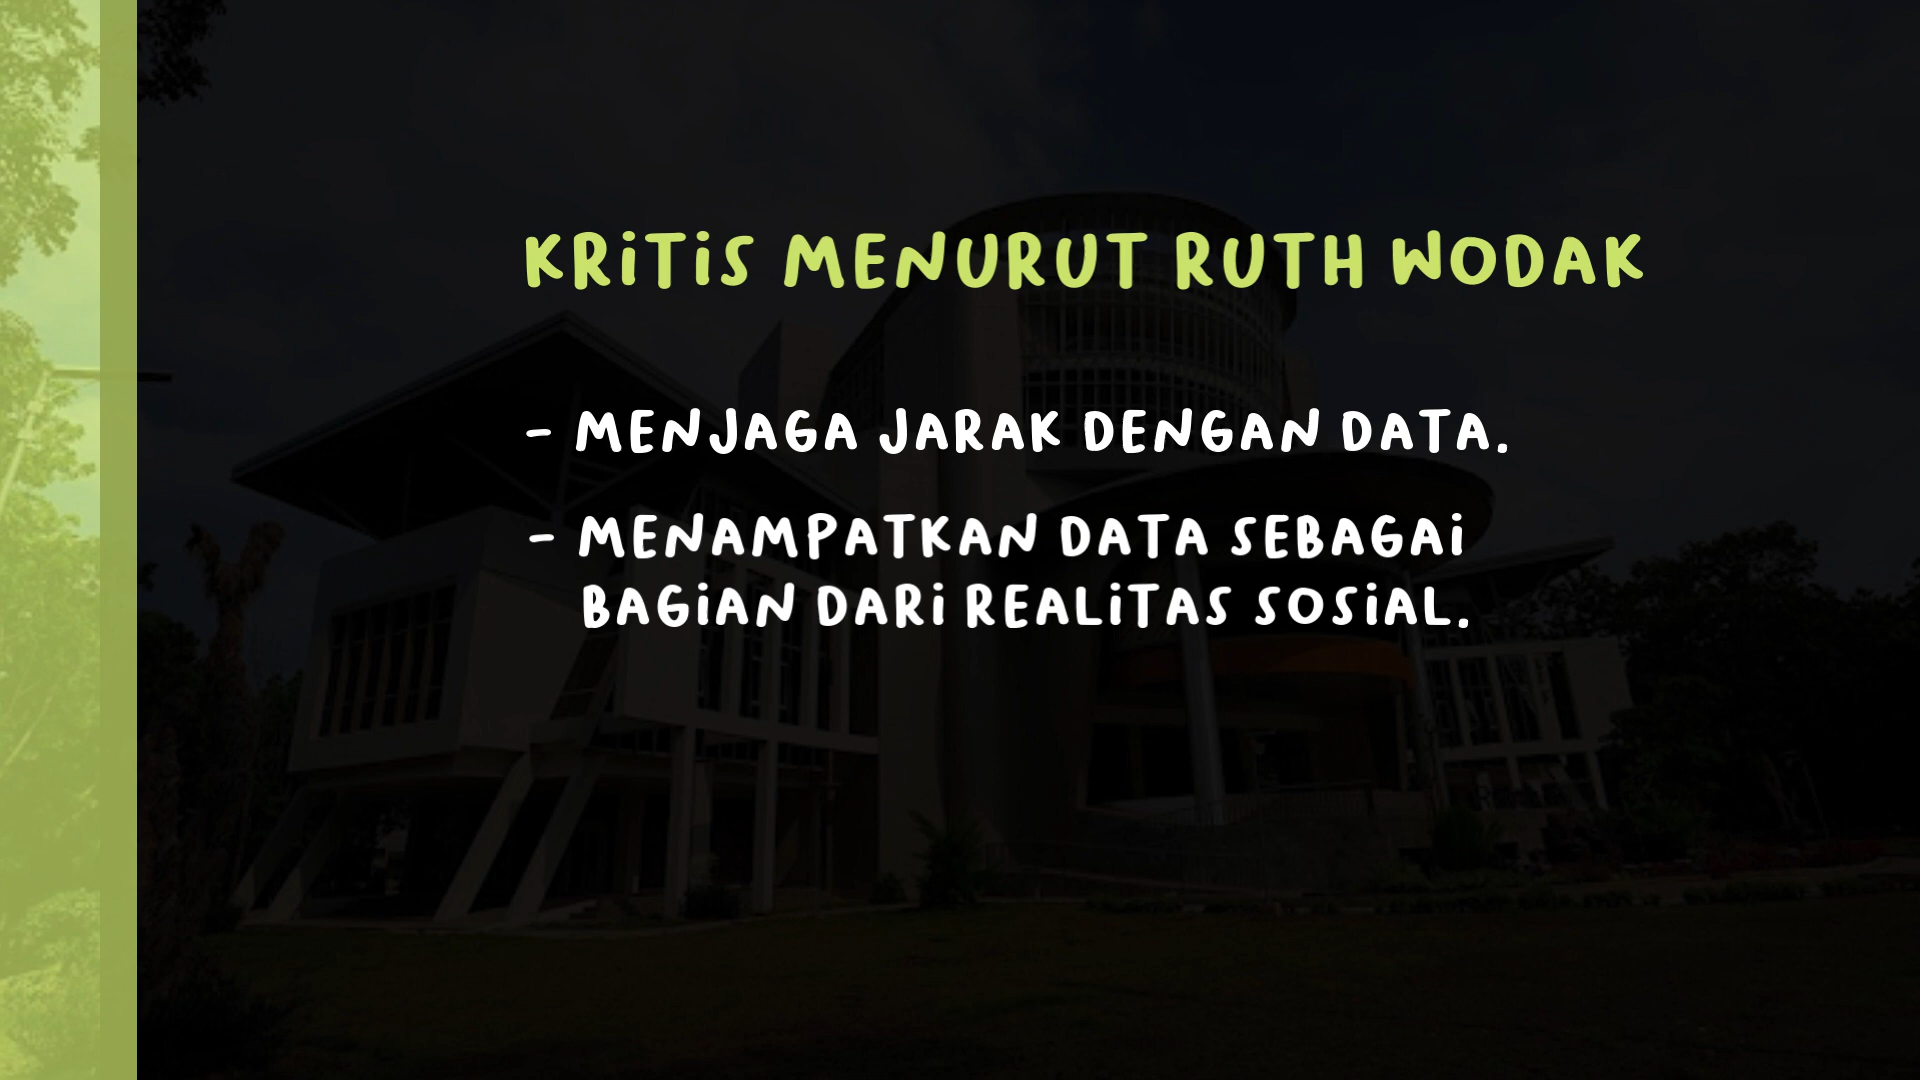 KRiTiS MENURUT RUTH WODAK
- MENJAGA JARAK DENGAN DATA.
- MENAMPATKAN DATA SEBAGAi
BAGiAN DARi REALiTAS SOSiAL.